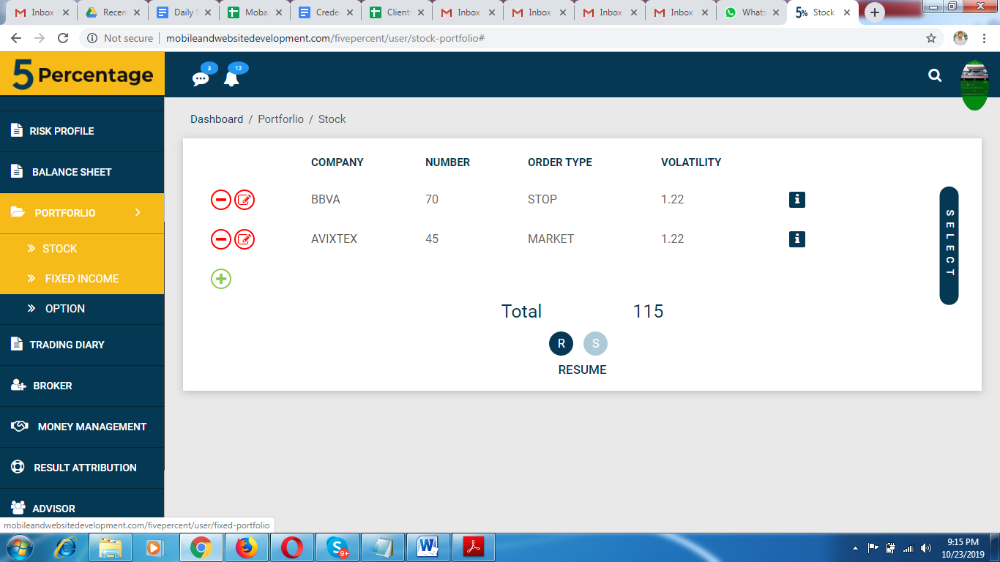 Inbox Recen Daily S Moba Crede Client Inbox Inbox Inbox Inbox Whats 5% Stock
Not secure mobileandwebsitedevelopment.com/fivepercent/user/stock-portfolio#
5 Percentage
3 12
Dashboard / Portforlio / Stock
RISK PROFILE
BALANCE SHEET
PORTFORLIO
STOCK
FIXED INCOME
OPTION
TRADING DIARY
BROKER
MONEY MANAGEMENT
RESULT ATTRIBUTION
ADVISOR
COMPANY NUMBER ORDER TYPE VOLATILITY
BBVA 70 STOP 1.22
AVIXTEX 45 MARKET 1.22
Total 115
R S
RESUME
SELECT
mobileandwebsitedevelopment.com/fivepercent/user/fixed-portfolio
9+
9:15 PM
10/23/2019